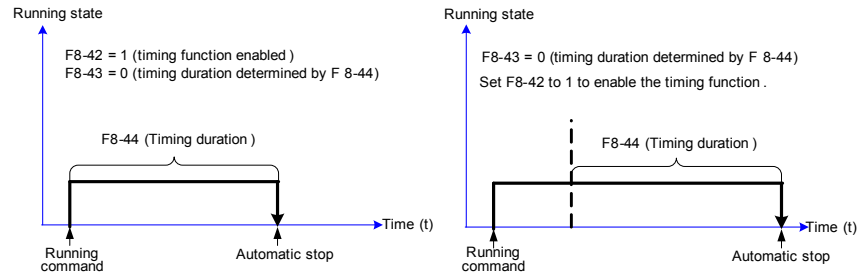 Running state
F8-42 = 1 (timing function enabled )
F8-43 = 0 (timing duration determined by F 8-44)
F8-44 (Timing duration )
Time (t)
Running
command
Automatic stop
Running state
F8-43 = 0 (timing duration determined by F 8-44)
Set F8-42 to 1 to enable the timing function .
F8-44 (Timing duration )
Time (t)
Running
command
Automatic stop